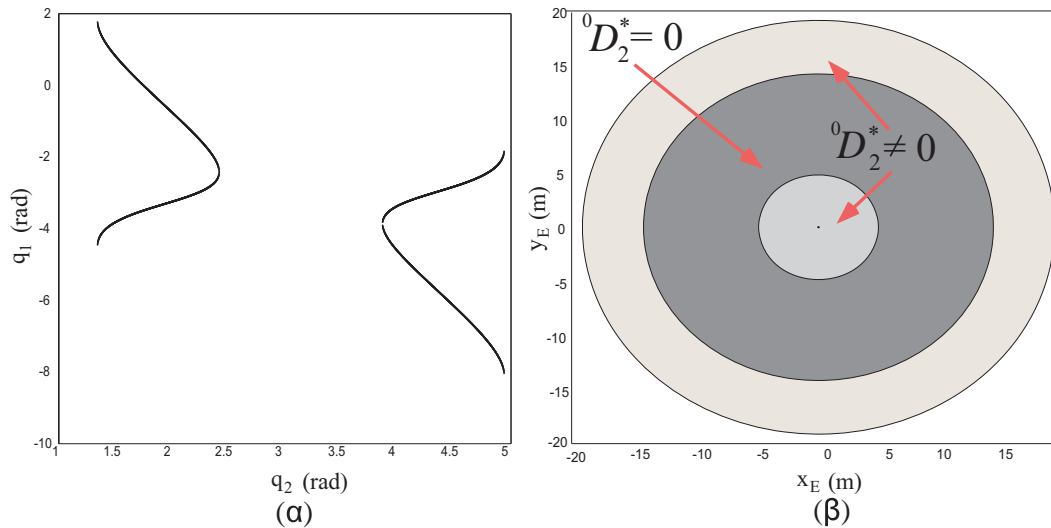 2
0
-2
-4
-6
-8
-10
q₁ (rad)
1 1.5 2 2.5 3 3.5 4 4.5 5
q₂ (rad)
(α)
20
15
10
5
0
-5
-10
-15
-20
y_E (m)
⁰D₂* = 0
⁰D₂* ≠ 0
-20 -15 -10 -5 0 5 10 15
x_E (m)
(β)